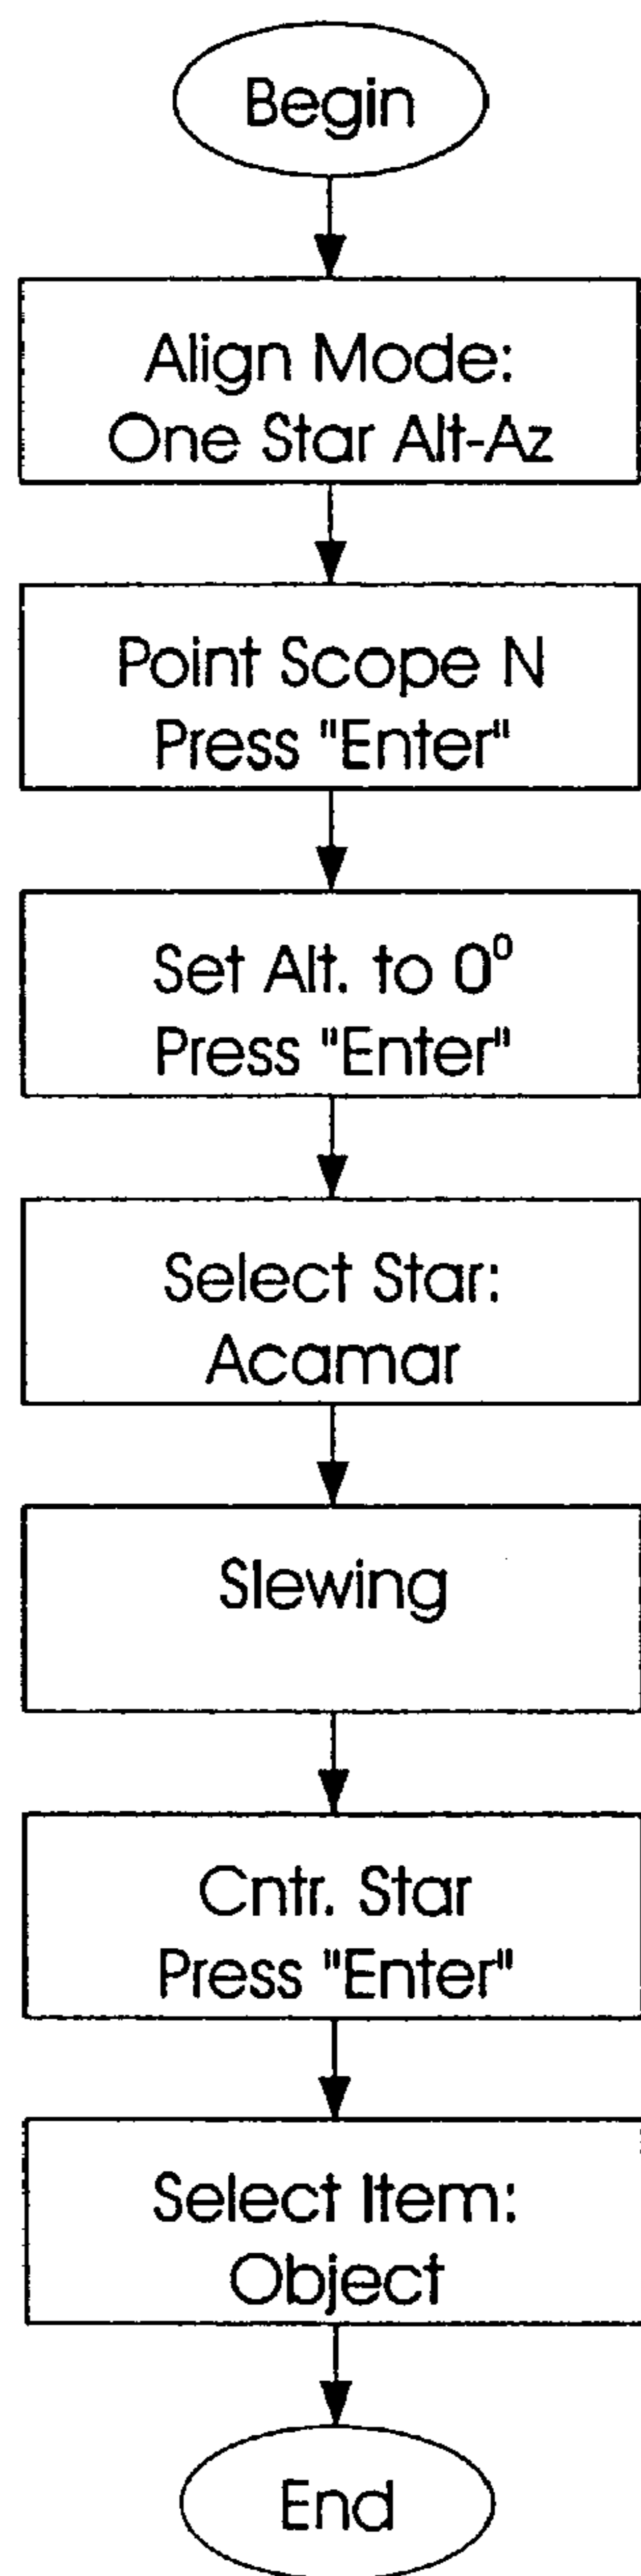 Begin
Align Mode:
One Star Alt-Az
Point Scope N
Press "Enter"
Set Alt. to 0⁰
Press "Enter"
Select Star:
Acamar
Slewing
Cntr. Star
Press "Enter"
Select Item:
Object
End